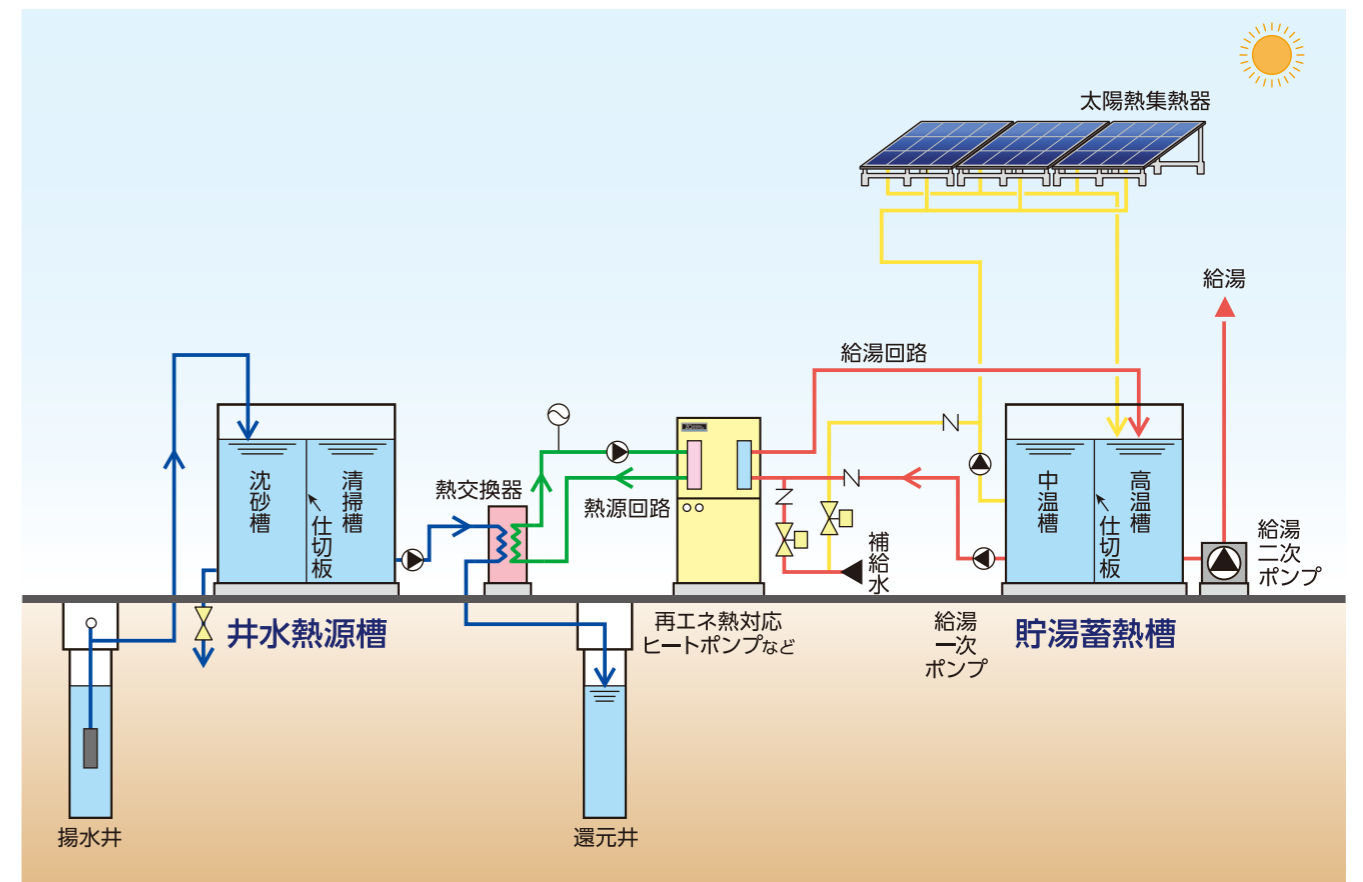 太陽熱集熱器
給湯
給湯回路
沈砂槽
清掃槽
仕切板
熱交換器
熱源回路
中温槽
高温槽
仕切板
補給水
給湯
二次
ポンプ
井水熱源槽
再エネ熱対応
ヒートポンプなど
給湯
一次
ポンプ
貯湯蓄熱槽
揚水井
還元井